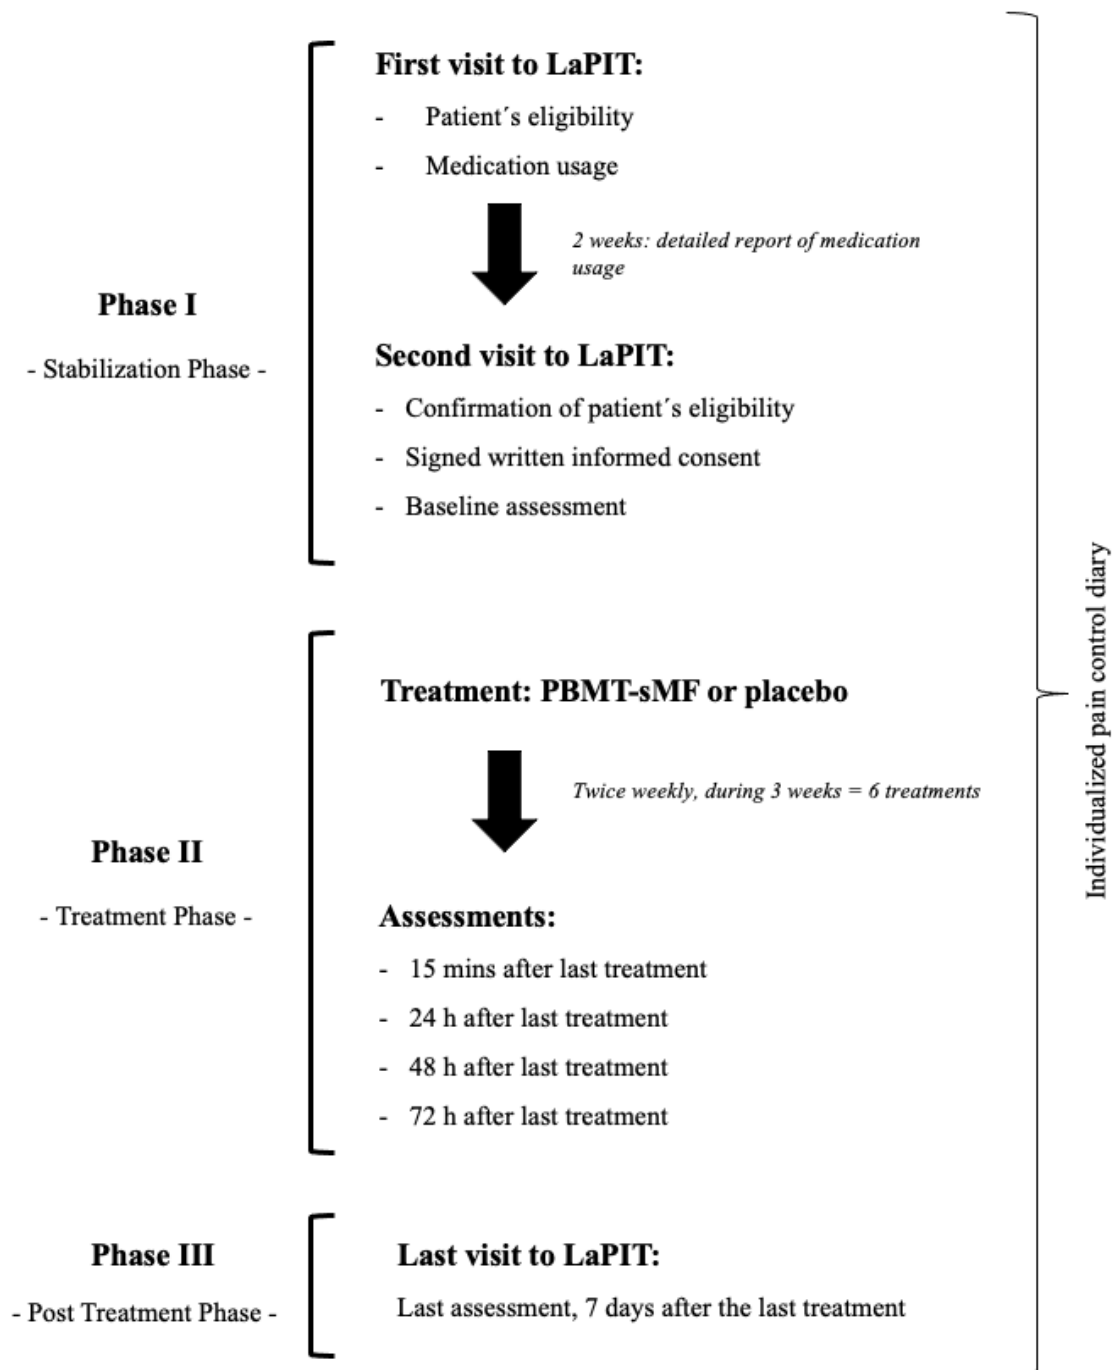 First visit to LaPIT:
- Patient´s eligibility
- Medication usage
2 weeks: detailed report of medication
usage
Phase I
- Stabilization Phase -
Second visit to LaPIT:
- Confirmation of patient´s eligibility
- Signed written informed consent
- Baseline assessment
Treatment: PBMT-sMF or placebo
Twice weekly, during 3 weeks = 6 treatments
Phase II
- Treatment Phase -
Assessments:
- 15 mins after last treatment
- 24 h after last treatment
- 48 h after last treatment
- 72 h after last treatment
Phase III
- Post Treatment Phase -
Last visit to LaPIT:
Last assessment, 7 days after the last treatment
Individualized pain control diary